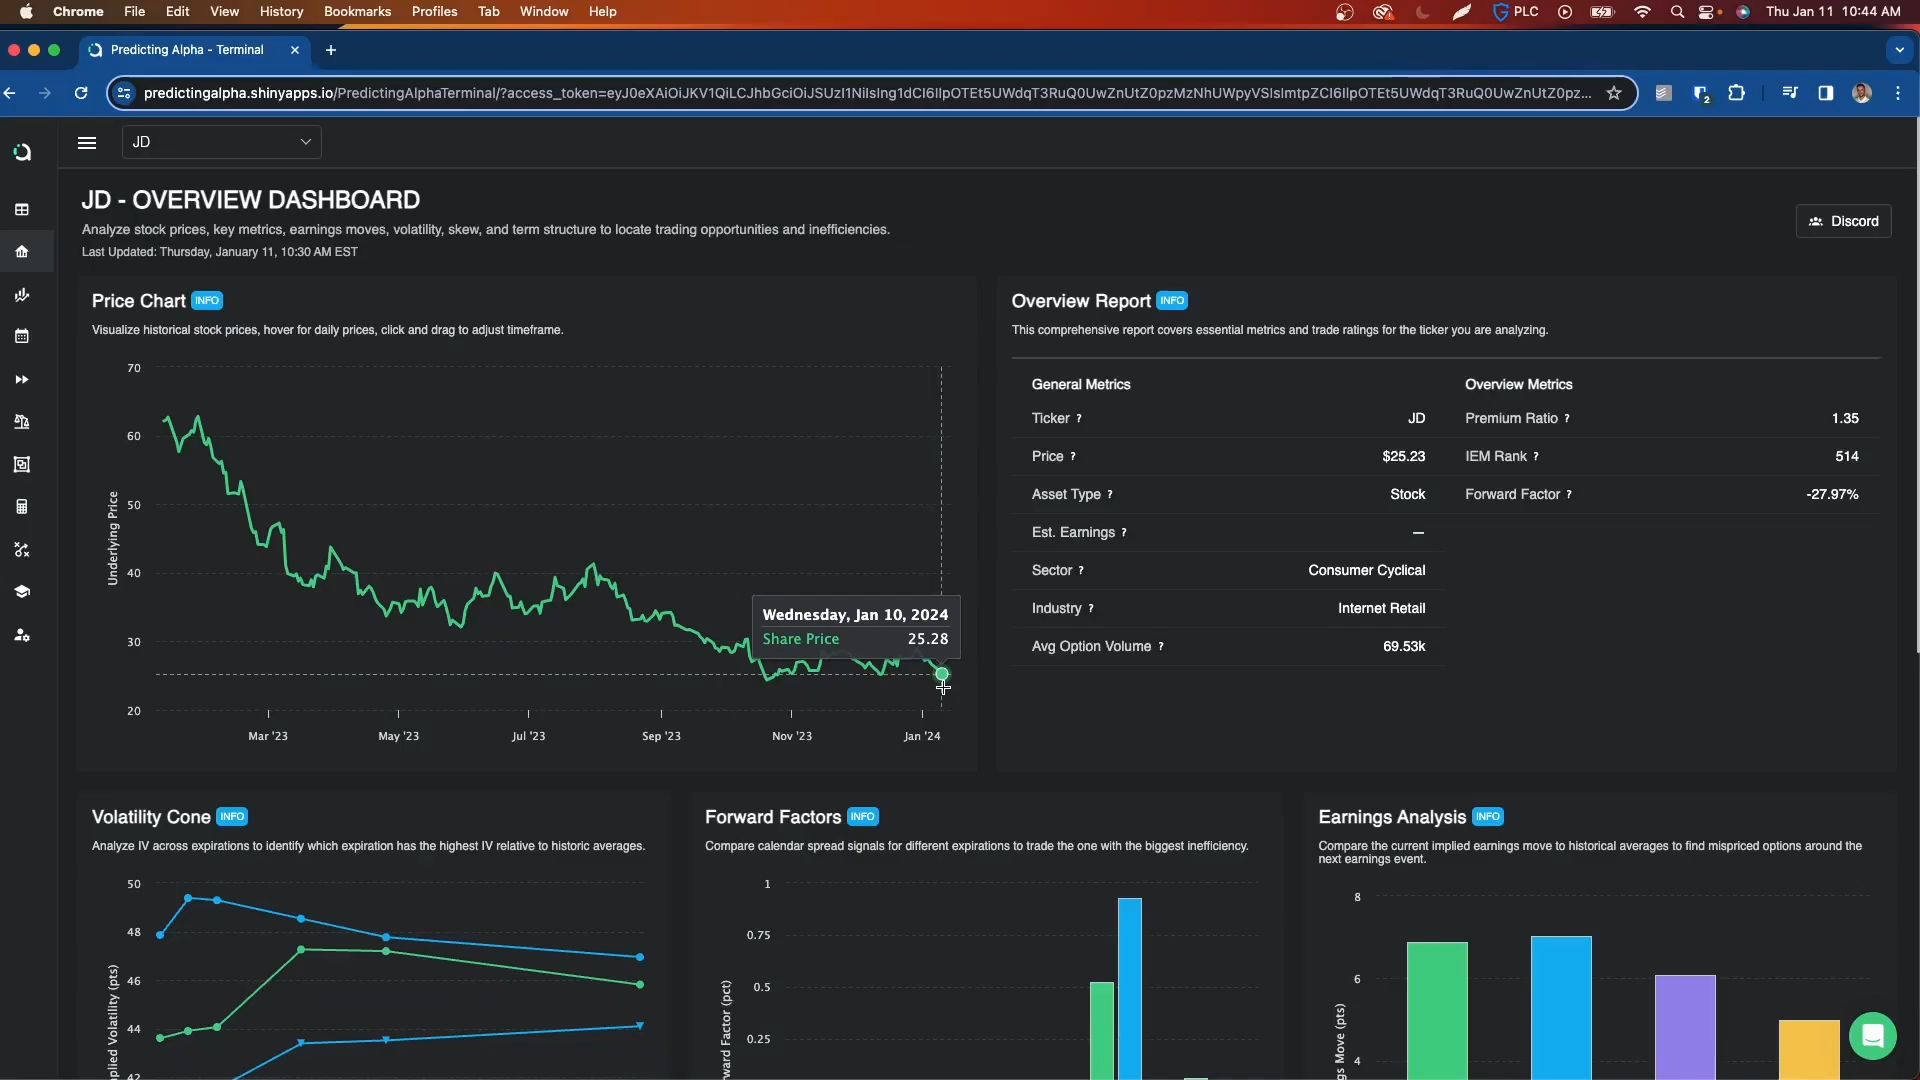 Chrome File Edit View History Bookmarks Profiles Tab Window Help PLC Thu Jan 11 10:44 AM
Predicting Alpha - Terminal
JD
JD - OVERVIEW DASHBOARD
Analyze stock prices, key metrics, earnings moves, volatility, skew, and term structure to locate trading opportunities and inefficiencies.
Last Updated: Thursday, January 11, 10:30 AM EST
Discord
Price Chart INFO
Visualize historical stock prices, hover for daily prices, click and drag to adjust timeframe.
Underlying Price
70
60
50
40
30
20
Mar '23 May '23 Jul '23 Sep '23 Nov '23 Jan '24
Wednesday, Jan 10, 2024
Share Price 25.28
Overview Report INFO
This comprehensive report covers essential metrics and trade ratings for the ticker you are analyzing.
General Metrics
Ticker ? JD
Price ? $25.23
Asset Type ? Stock
Est. Earnings ? —
Sector ? Consumer Cyclical
Industry ? Internet Retail
Avg Option Volume ? 69.53k
Overview Metrics
Premium Ratio ? 1.35
IEM Rank ? 514
Forward Factor ? -27.97%
Volatility Cone INFO
Analyze IV across expirations to identify which expiration has the highest IV relative to historic averages.
50
48
46
44
42
Forward Factors INFO
Compare calendar spread signals for different expirations to trade the one with the biggest inefficiency.
1
0.75
0.5
0.25
Factor (pct)
Earnings Analysis INFO
Compare the current implied earnings move to historical averages to find mispriced options around the
next earnings event.
8
6
4
Move (pts)
Volatility (pts)
2